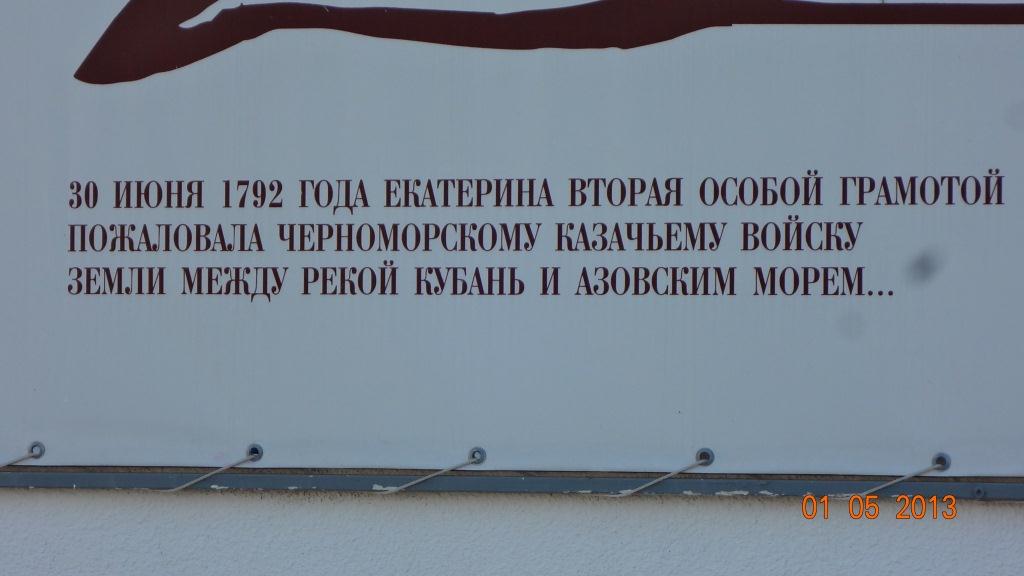 30 ИЮНЯ 1792 ГОДА ЕКАТЕРИНА ВТОРАЯ ОСОБОЙ ГРАМОТОЙ
ПОЖАЛОВАЛА ЧЕРНОМОРСКОМУ КАЗАЧЬЕМУ ВОЙСКУ
ЗЕМЛИ МЕЖДУ РЕКОЙ КУБАНЬ И АЗОВСКИМ МОРЕМ...
01 05 2013